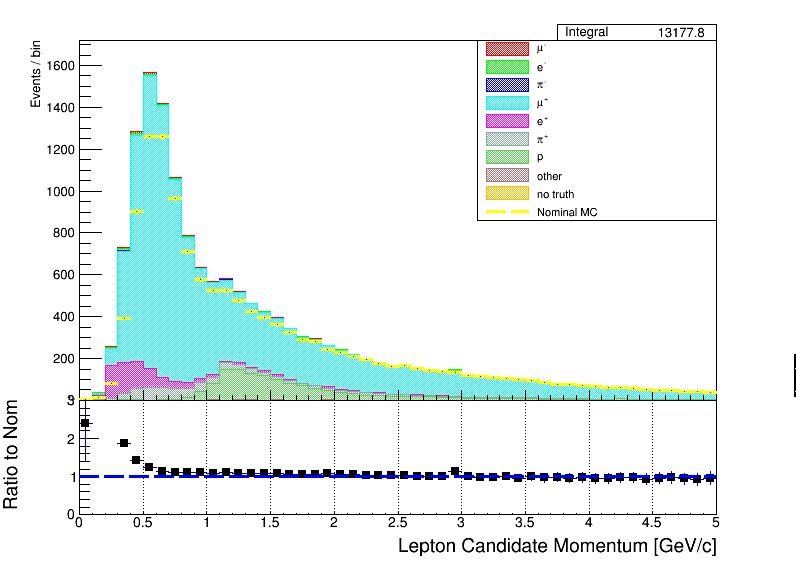 Integral 13177.8
Events / bin
1600
1400
1200
1000
800
600
400
200
μ⁻
e⁻
π⁻
μ⁺
e⁺
π⁺
p
other
no truth
Nominal MC
Ratio to Nom
3
2
1
0
0 0.5 1 1.5 2 2.5 3 3.5 4 4.5 5
Lepton Candidate Momentum [GeV/c]